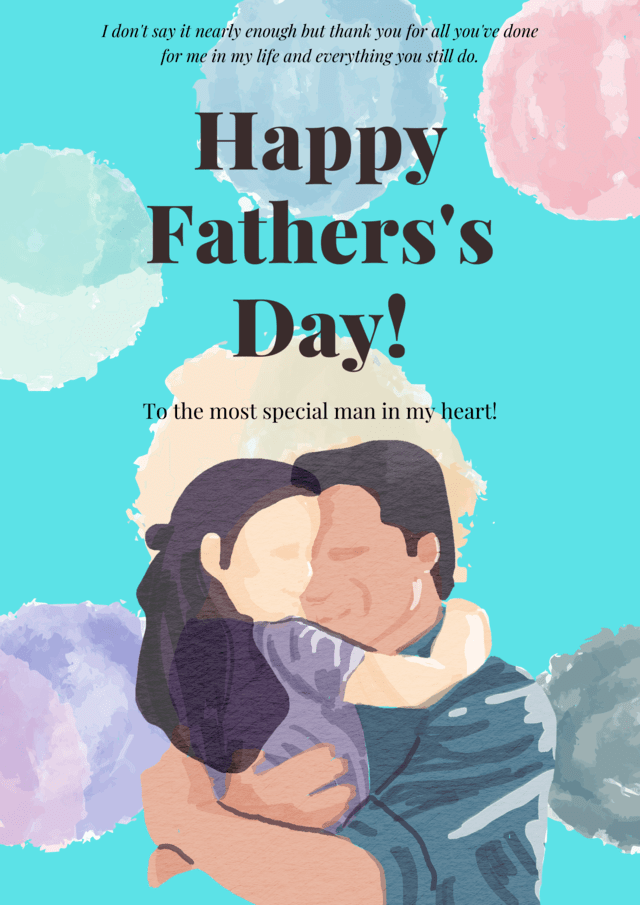 I don't say it nearly enough but thank you for all you've done
for me in my life and everything you still do.
Happy
Fathers's
Day!
To the most special man in my heart!